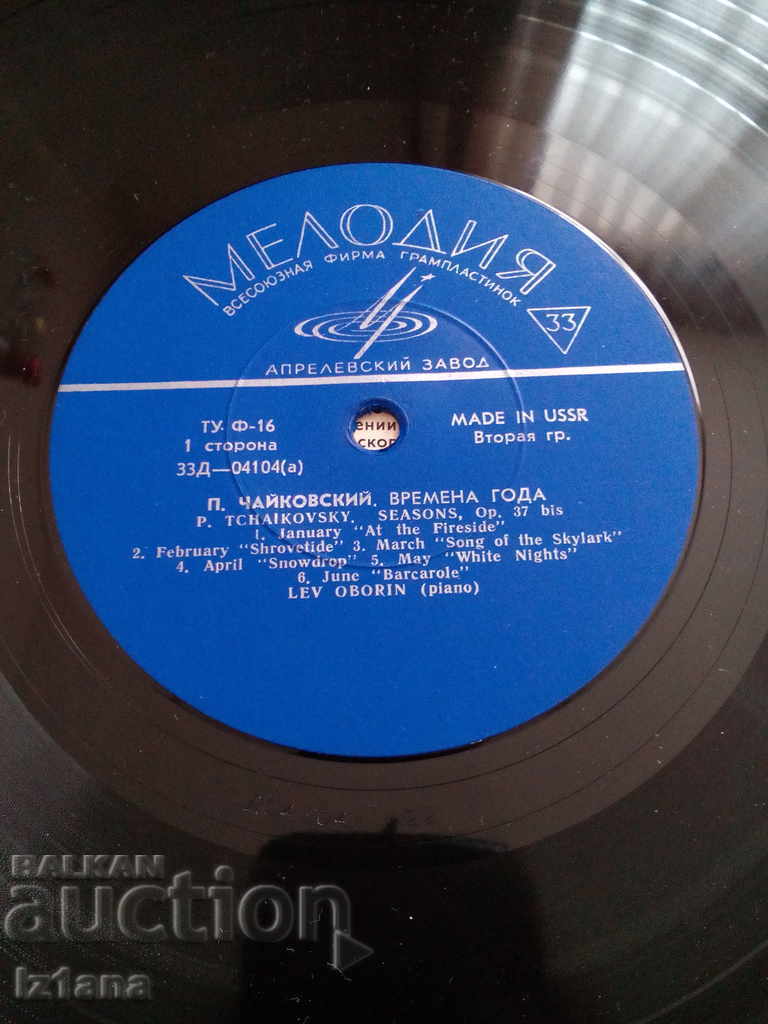 МЕЛОДИЯ
ВСЕСОЮЗНАЯ ФИРМА ГРАМПЛАСТИНОК
33
АПРЕЛЕВСКИЙ ЗАВОД
ТУ Ф-16
1 сторона
33Д—04104(а)
ении
скоп
MADE IN USSR
Вторая гр.
П. ЧАЙКОВСКИЙ. ВРЕМЕНА ГОДА
P. TCHAIKOVSKY. SEASONS, Op. 37 bis
1. January "At the Fireside"
2. February "Shrovetide" 3. March "Song of the Skylark"
4. April "Snowdrop" 5. May "White Nights"
6. June "Barcarole"
LEV OBORIN (piano)
BALKAN
auction
iz1ana